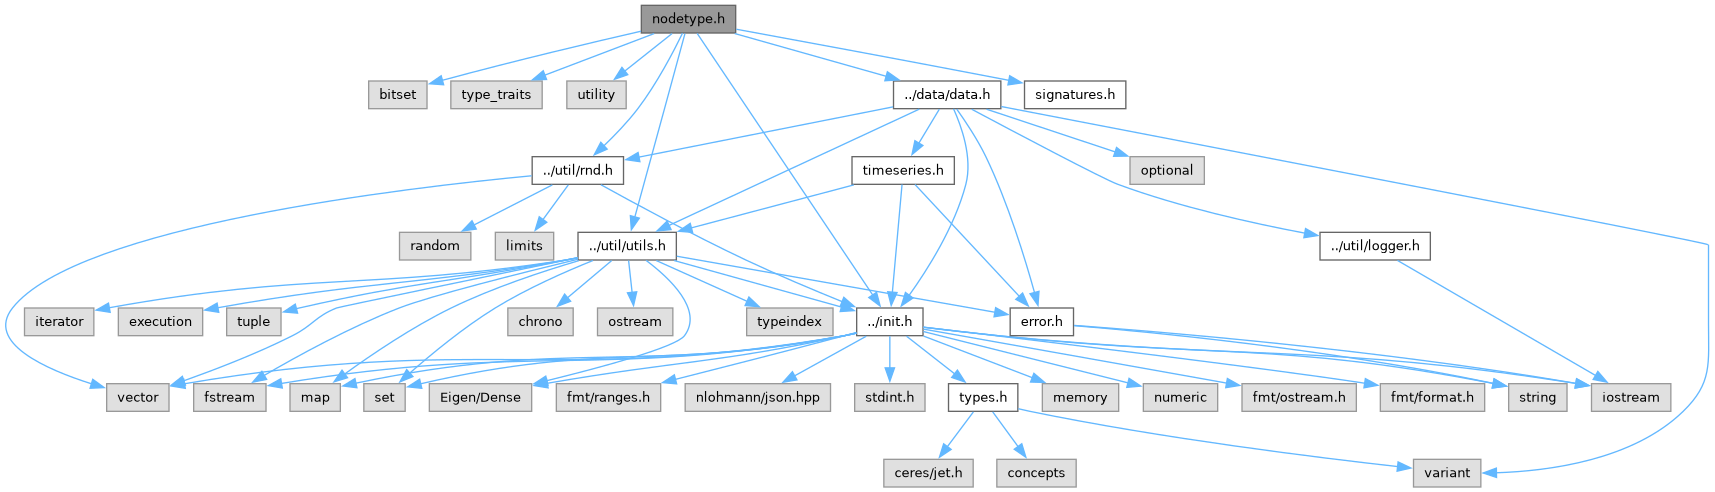 nodetype.h
bitset
type_traits
utility
../data/data.h
signatures.h
../util/rnd.h
timeseries.h
optional
random
limits
../util/utils.h
../util/logger.h
iterator
execution
tuple
chrono
ostream
typeindex
../init.h
error.h
vector
fstream
map
set
Eigen/Dense
fmt/ranges.h
nlohmann/json.hpp
stdint.h
types.h
memory
numeric
fmt/ostream.h
fmt/format.h
string
iostream
ceres/jet.h
concepts
variant